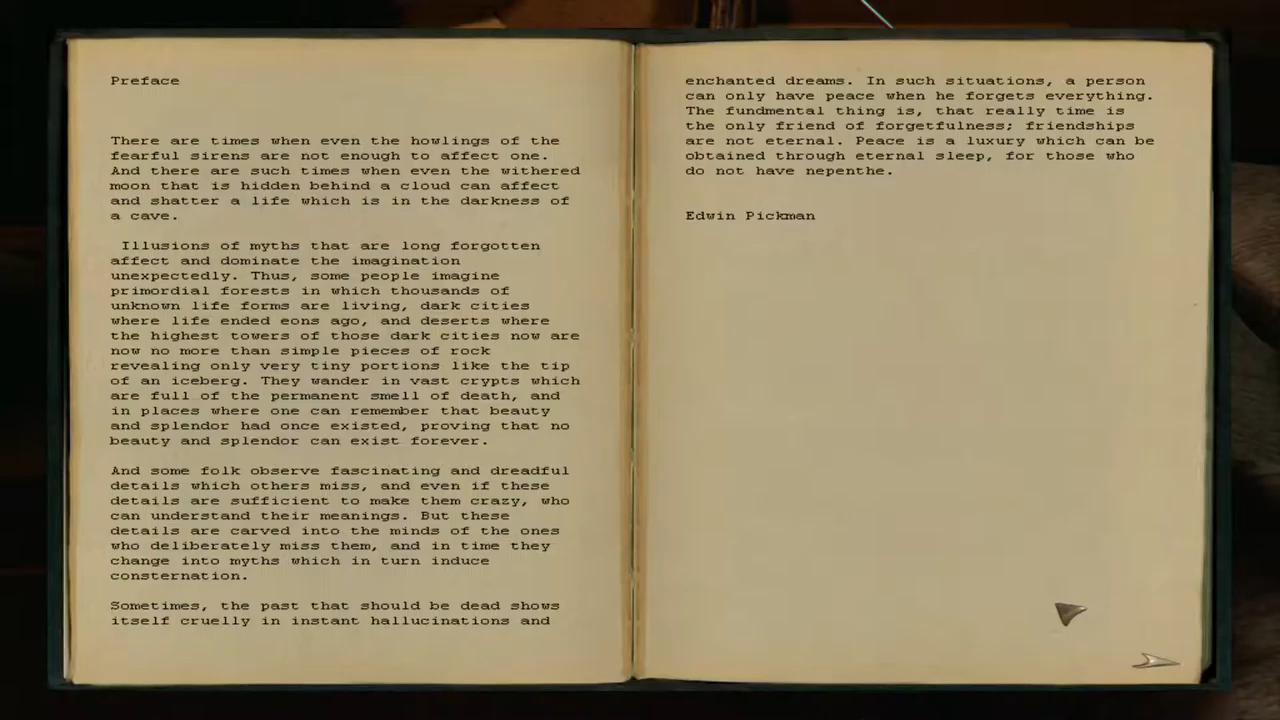 Preface
There are times when even the howlings of the
fearful sirens are not enough to affect one.
And there are such times when even the withered
moon that is hidden behind a cloud can affect
and shatter a life which is in the darkness of
a cave.
Illusions of myths that are long forgotten
affect and dominate the imagination
unexpectedly. Thus, some people imagine
primordial forests in which thousands of
unknown life forms are living, dark cities
where life ended eons ago, and deserts where
the highest towers of those dark cities now are
now no more than simple pieces of rock
revealing only very tiny portions like the tip
of an iceberg. They wander in vast crypts which
are full of the permanent smell of death, and
in places where one can remember that beauty
and splendor had once existed, proving that no
beauty and splendor can exist forever.
And some folk observe fascinating and dreadful
details which others miss, and even if these
details are sufficient to make them crazy, who
can understand their meanings. But these
details are carved into the minds of the ones
who deliberately miss them, and in time they
change into myths which in turn induce
consternation.
Sometimes, the past that should be dead shows
itself cruelly in instant hallucinations and
enchanted dreams. In such situations, a person
can only have peace when he forgets everything.
The fundmental thing is, that really time is
the only friend of forgetfulness; friendships
are not eternal. Peace is a luxury which can be
obtained through eternal sleep, for those who
do not have nepenthe.
Edwin Pickman